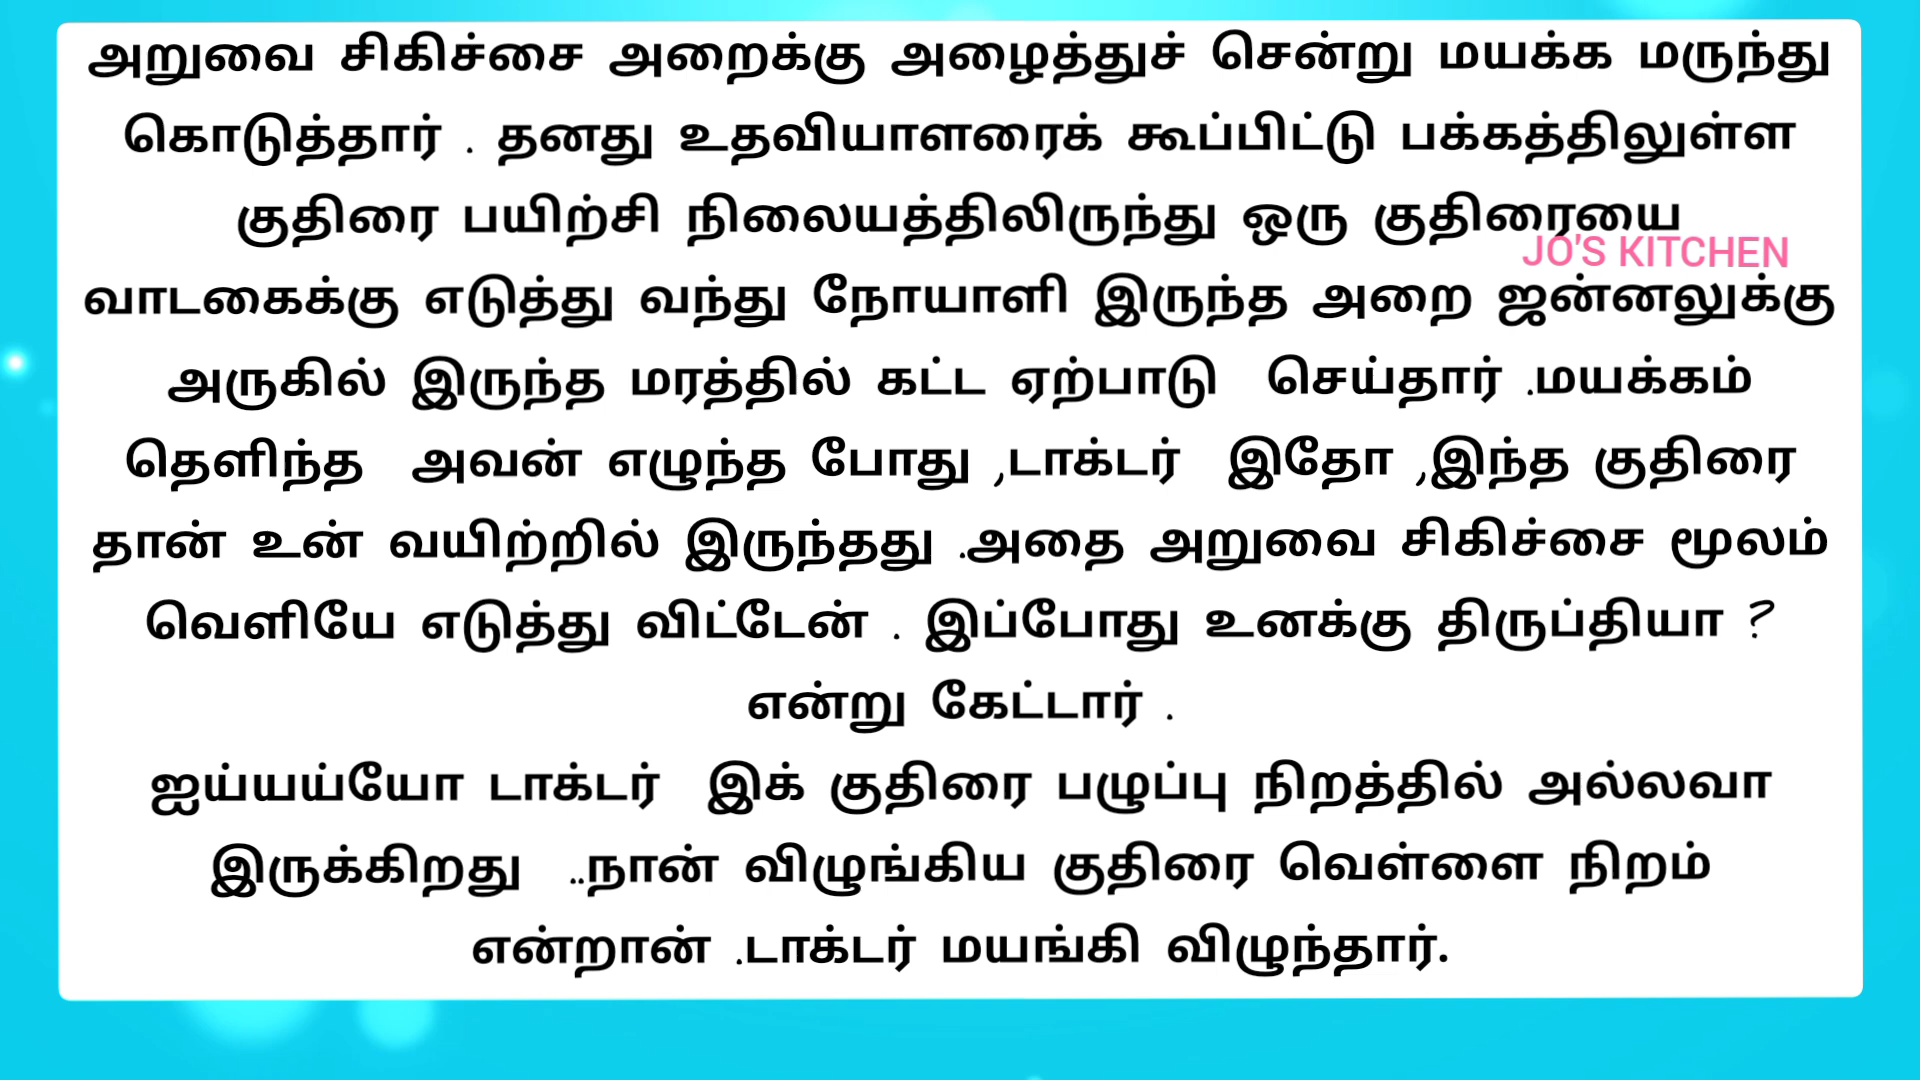 அறுவை சிகிச்சை அறைக்கு அழைத்துச் சென்று மயக்க மருந்து
கொடுத்தார் . தனது உதவியாளரைக் கூப்பிட்டு பக்கத்திலுள்ள
குதிரை பயிற்சி நிலையத்திலிருந்து ஒரு குதிரையை
JO'S KITCHEN
வாடகைக்கு எடுத்து வந்து நோயாளி இருந்த அறை ஜன்னலுக்கு
அருகில் இருந்த மரத்தில் கட்ட ஏற்பாடு செய்தார் .மயக்கம்
தெளிந்த அவன் எழுந்த போது ,டாக்டர் இதோ ,இந்த குதிரை
தான் உன் வயிற்றில் இருந்தது .அதை அறுவை சிகிச்சை மூலம்
வெளியே எடுத்து விட்டேன் . இப்போது உனக்கு திருப்தியா ?
என்று கேட்டார் .
ஐய்யய்யோ டாக்டர் இக் குதிரை பழுப்பு நிறத்தில் அல்லவா
இருக்கிறது ..நான் விழுங்கிய குதிரை வெள்ளை நிறம்
என்றான் .டாக்டர் மயங்கி விழுந்தார்.